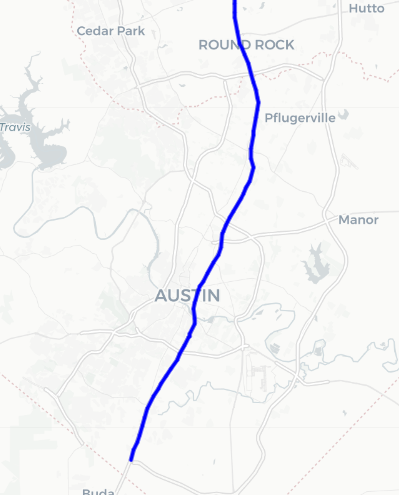 Hutto
Cedar Park
ROUND ROCK
Pflugerville
Travis
Manor
AUSTIN
Buda